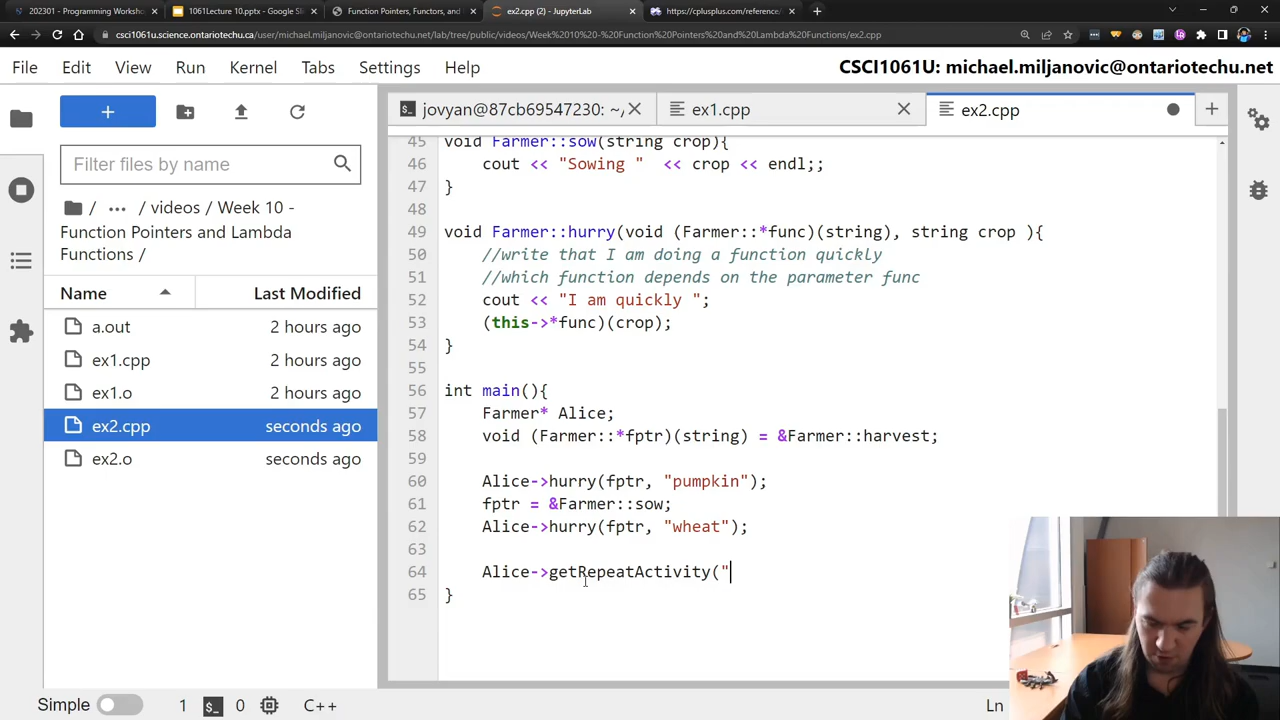 202301 - Programming Worksho
1061Lecture 10.pptx - Google Sli
Function Pointers, Functors, and
ex2.cpp (2) - JupyterLab
https://cplusplus.com/reference/
csci1061u.science.ontariotechu.ca/user/michael.miljanovic@ontariotechu.net/lab/tree/public/videos/Week%2010%20-%20Function%20Pointers%20and%20Lambda%20Functions/ex2.cpp
File Edit View Run Kernel Tabs Settings Help
CSCI1061U: michael.miljanovic@ontariotechu.net
jovyan@87cb69547230: ~/
ex1.cpp
ex2.cpp
Filter files by name
/ ... / videos / Week 10 -
Function Pointers and Lambda
Functions /
Name Last Modified
a.out 2 hours ago
ex1.cpp 2 hours ago
ex1.o 2 hours ago
ex2.cpp seconds ago
ex2.o seconds ago
45 void Farmer::sow(string crop){
46 cout << "Sowing " << crop << endl;;
47 }
48
49 void Farmer::hurry(void (Farmer::*func)(string), string crop ){
50 //write that I am doing a function quickly
51 //which function depends on the parameter func
52 cout << "I am quickly ";
53 (this->*func)(crop);
54 }
55
56 int main(){
57 Farmer* Alice;
58 void (Farmer::*fptr)(string) = &Farmer::harvest;
59
60 Alice->hurry(fptr, "pumpkin");
61 fptr = &Farmer::sow;
62 Alice->hurry(fptr, "wheat");
63
64 Alice->getRepeatActivity("
65 }
Simple 1 0 C++
Ln